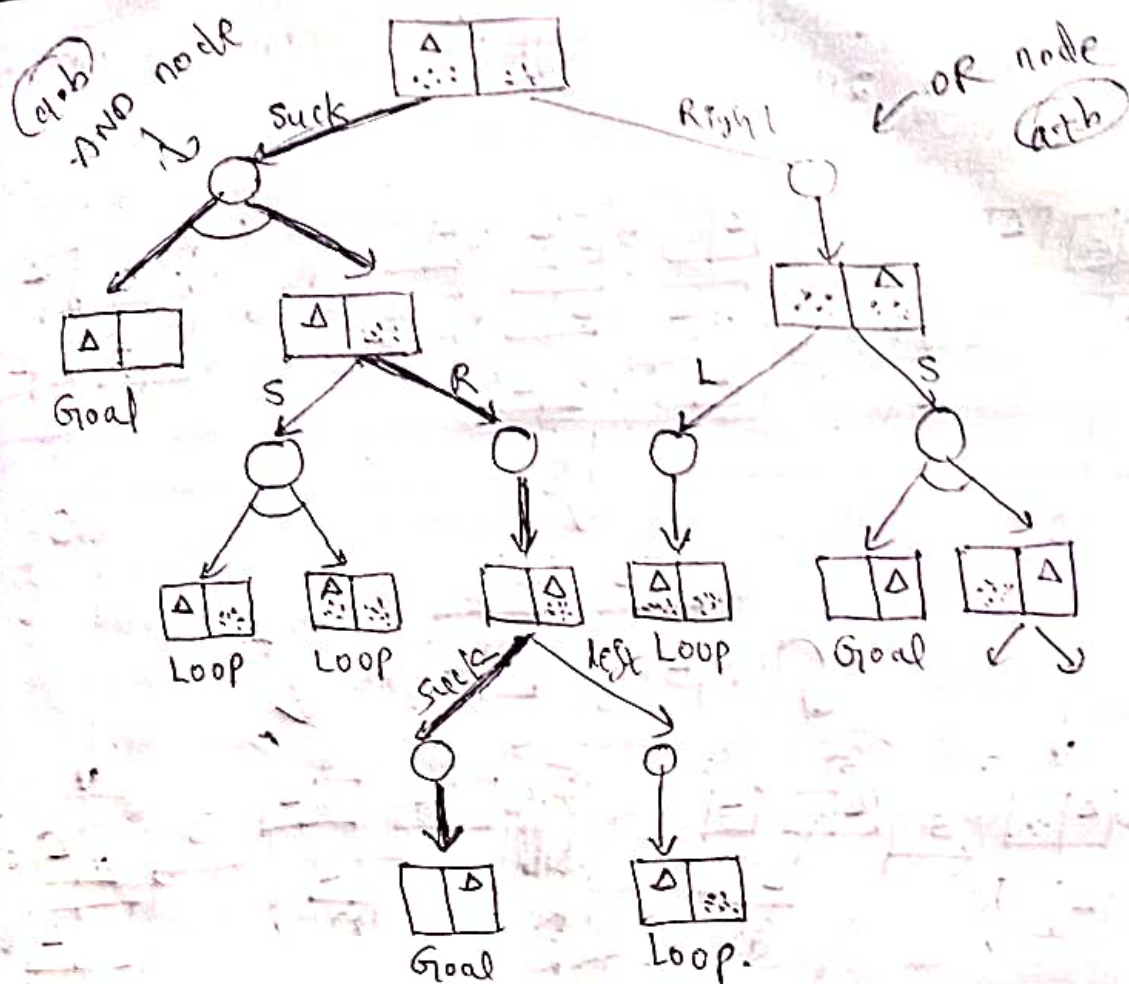 a.b
AND node
OR node
a+b
Suck
Right
Goal
S
R
L
S
Loop
Loop
Suck
left
Loop
Goal
Goal
Loop.